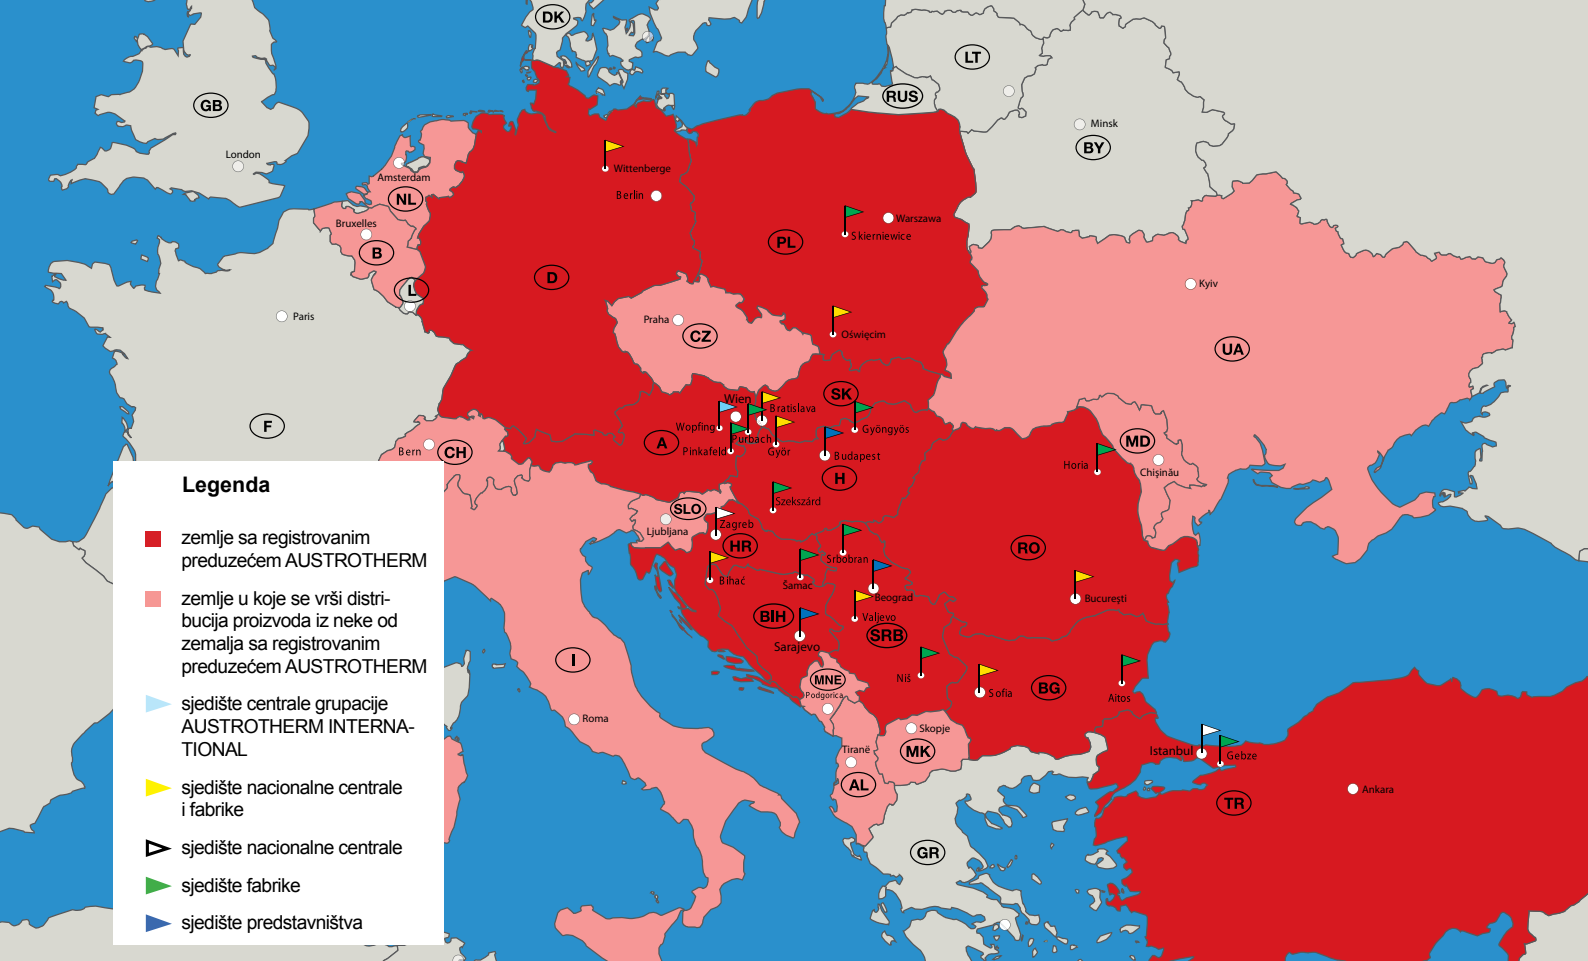 DK
LT
GB
RUS
Minsk
BY
London
Wittenberge
Amsterdam
Berlin
NL
Bruxelles
Warszawa
Skierniewice
B
PL
D
L
Kyiv
Paris
Praha
CZ
Oświęcim
UA
SK
Wien
Bratislava
F
Wopfing
Purbach
Gyöngyös
A
MD
Bern
CH
Pinkafeld
Győr
Budapest
Horia
Chişinău
H
Szekszárd
SLO
Ljubljana
Zagreb
HR
RO
Srbobran
Bihać
Šamac
Beograd
Bucureşti
BIH
Valjevo
SRB
Sarajevo
I
MNE
Niš
Podgorica
Sofia
BG
Aitos
Roma
Skopje
Tiranë
MK
Istanbul
Gebze
AL
Ankara
TR
GR
Legenda
zemlje sa registrovanim
preduzećem AUSTROTHERM
zemlje u koje se vrši distri-
bucija proizvoda iz neke od
zemalja sa registrovanim
preduzećem AUSTROTHERM
sjedište centrale grupacije
AUSTROTHERM INTERNA-
TIONAL
sjedište nacionalne centrale
i fabrike
sjedište nacionalne centrale
sjedište fabrike
sjedište predstavništva